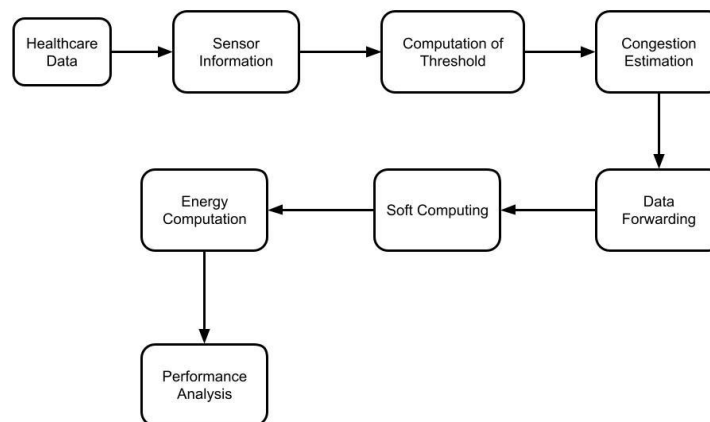 Healthcare
Data
Sensor
Information
Computation of
Threshold
Congestion
Estimation
Data
Forwarding
Soft Computing
Energy
Computation
Performance
Analysis